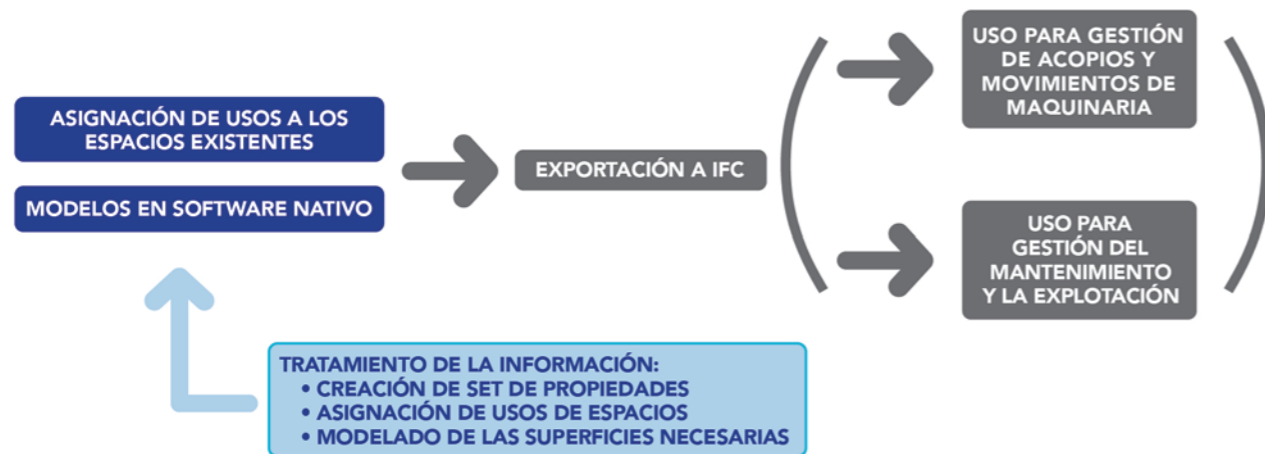 ASIGNACIÓN DE USOS A LOS
ESPACIOS EXISTENTES
MODELOS EN SOFTWARE NATIVO
EXPORTACIÓN A IFC
USO PARA GESTIÓN
DE ACOPIOS Y
MOVIMIENTOS DE
MAQUINARIA
USO PARA
GESTIÓN DEL
MANTENIMIENTO
Y LA EXPLOTACIÓN
TRATAMIENTO DE LA INFORMACIÓN:
• CREACIÓN DE SET DE PROPIEDADES
• ASIGNACIÓN DE USOS DE ESPACIOS
• MODELADO DE LAS SUPERFICIES NECESARIAS